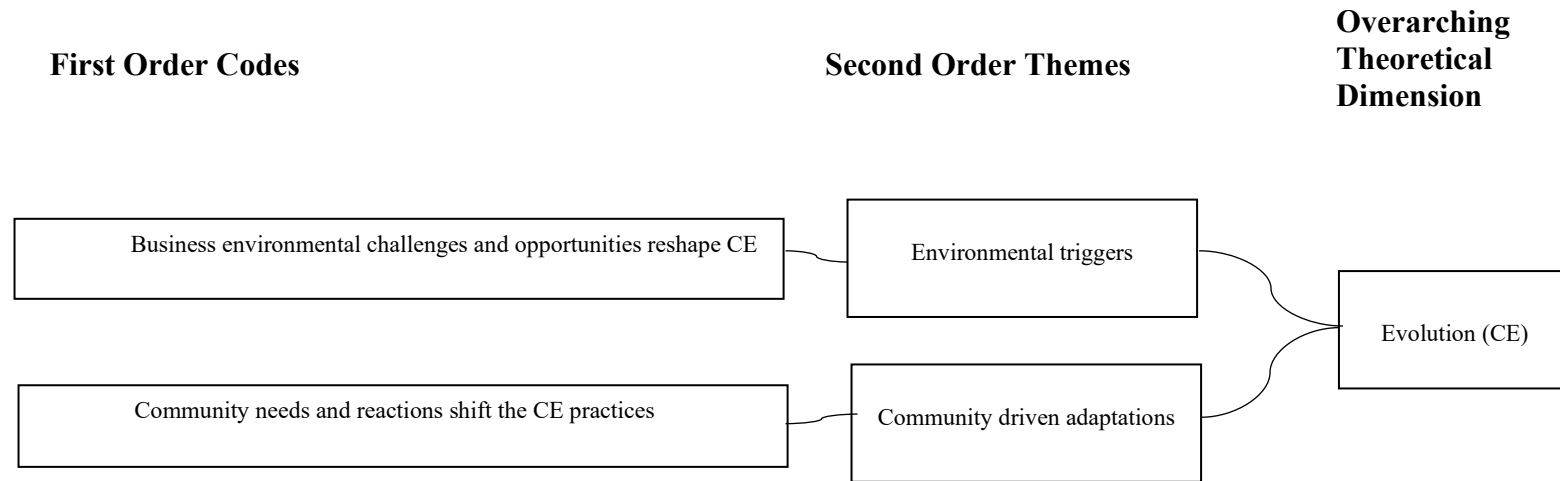 First Order Codes
Second Order Themes
Overarching
Theoretical
Dimension
Business environmental challenges and opportunities reshape CE
Environmental triggers
Evolution (CE)
Community needs and reactions shift the CE practices
Community driven adaptations